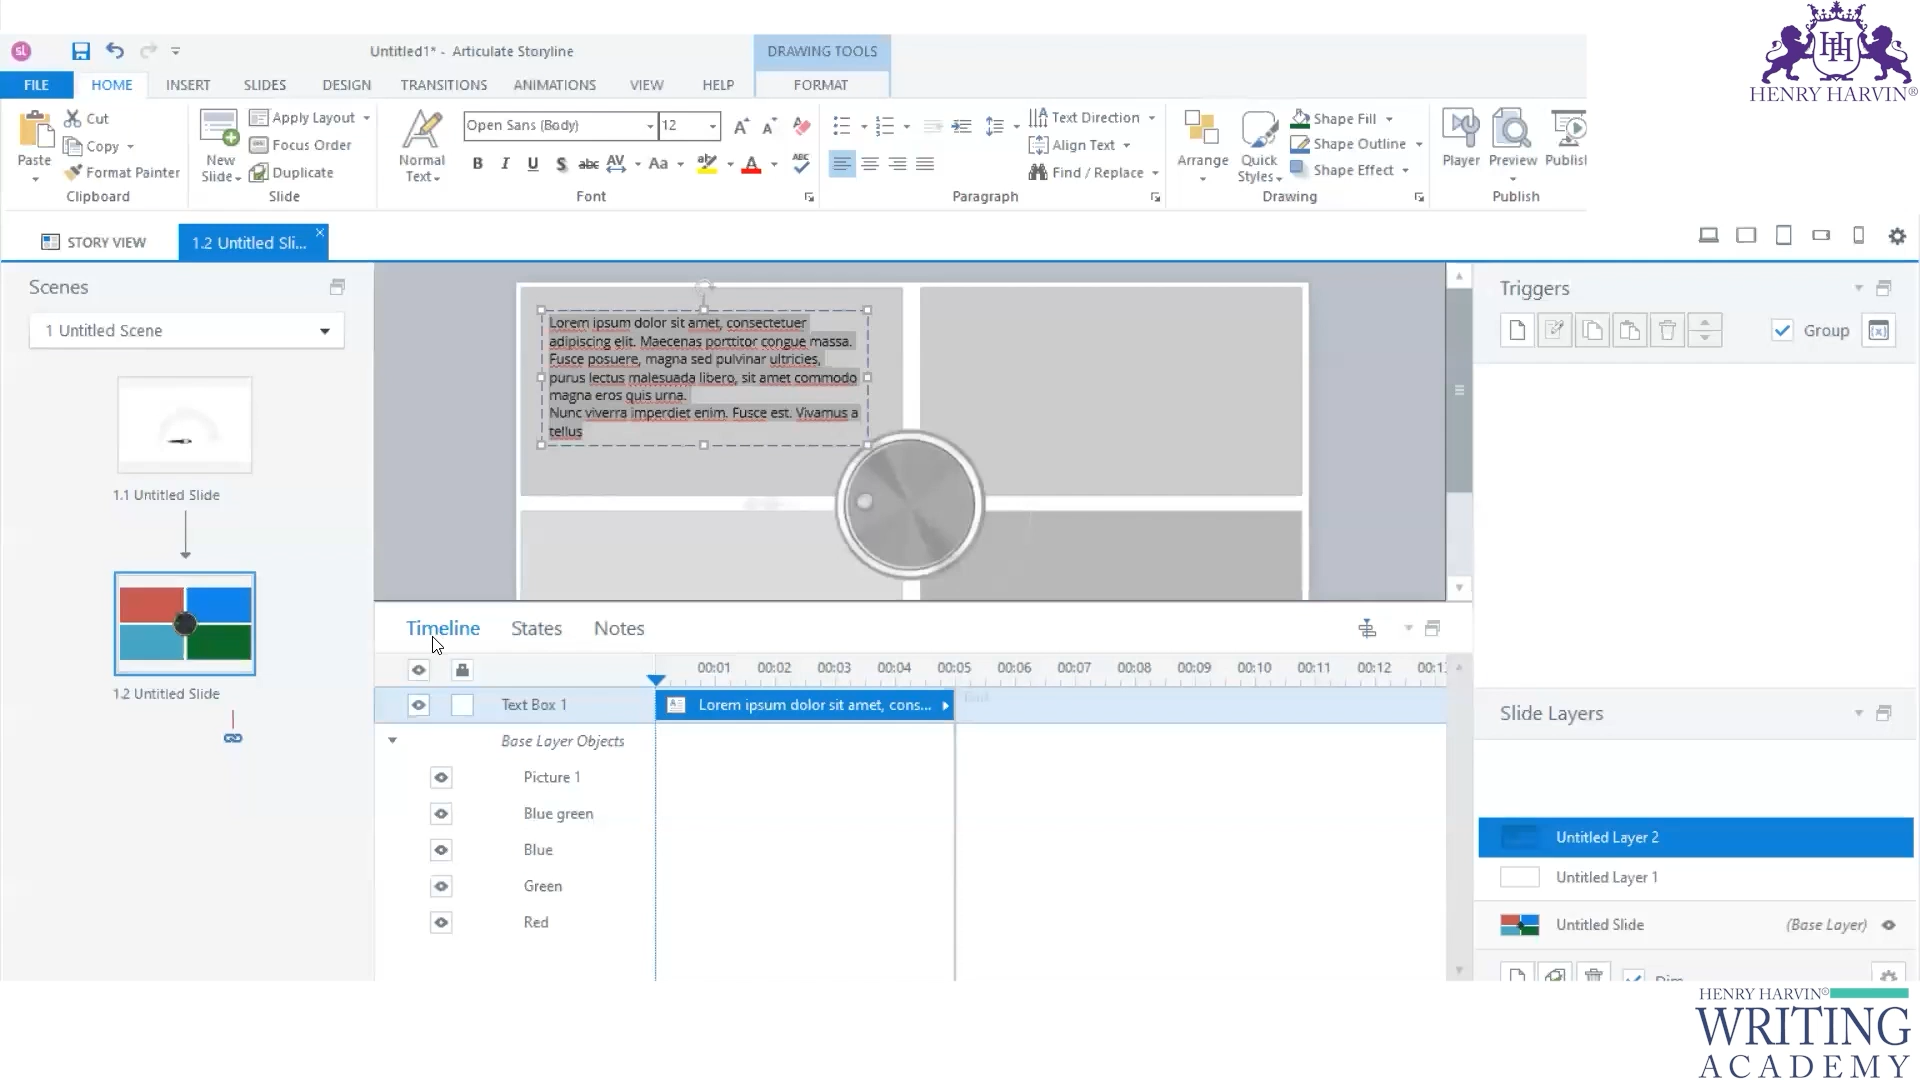 HENRY HARVIN®
sl
Untitled1* - Articulate Storyline
DRAWING TOOLS
FILE
HOME
INSERT
SLIDES
DESIGN
TRANSITIONS
ANIMATIONS
VIEW
HELP
FORMAT
Paste
Cut
Copy
Format Painter
Clipboard
New
Slide
Apply Layout
Focus Order
Duplicate
Slide
Normal
Text
Open Sans (Body)
12
B I U S abc AV Aa A ABC
Font
Text Direction
Align Text
Find / Replace
Paragraph
Arrange
Quick
Styles
Shape Fill
Shape Outline
Shape Effect
Drawing
Player
Preview
Publish
Publish
STORY VIEW
1.2 Untitled Sli...
Scenes
1 Untitled Scene
1.1 Untitled Slide
1.2 Untitled Slide
Lorem ipsum dolor sit amet, consectetuer
adipiscing elit. Maecenas porttitor congue massa.
Fusce posuere, magna sed pulvinar ultricies,
purus lectus malesuada libero, sit amet commodo
magna eros quis urna.
Nunc viverra imperdiet enim. Fusce est. Vivamus a
tellus
Triggers
Group
Timeline
States
Notes
00:01 00:02 00:03 00:04 00:05 00:06 00:07 00:08 00:09 00:10 00:11 00:12
Text Box 1
Lorem ipsum dolor sit amet, cons...
Base Layer Objects
Picture 1
Blue green
Blue
Green
Red
Slide Layers
Untitled Layer 2
Untitled Layer 1
Untitled Slide
(Base Layer)
HENRY HARVIN®
WRITING
ACADEMY